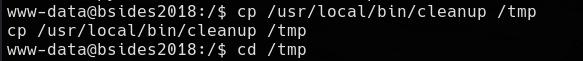 www-data@bsides2018:/$ cp /usr/local/bin/cleanup /tmp
cp /usr/local/bin/cleanup /tmp
www-data@bsides2018:/$ cd /tmp